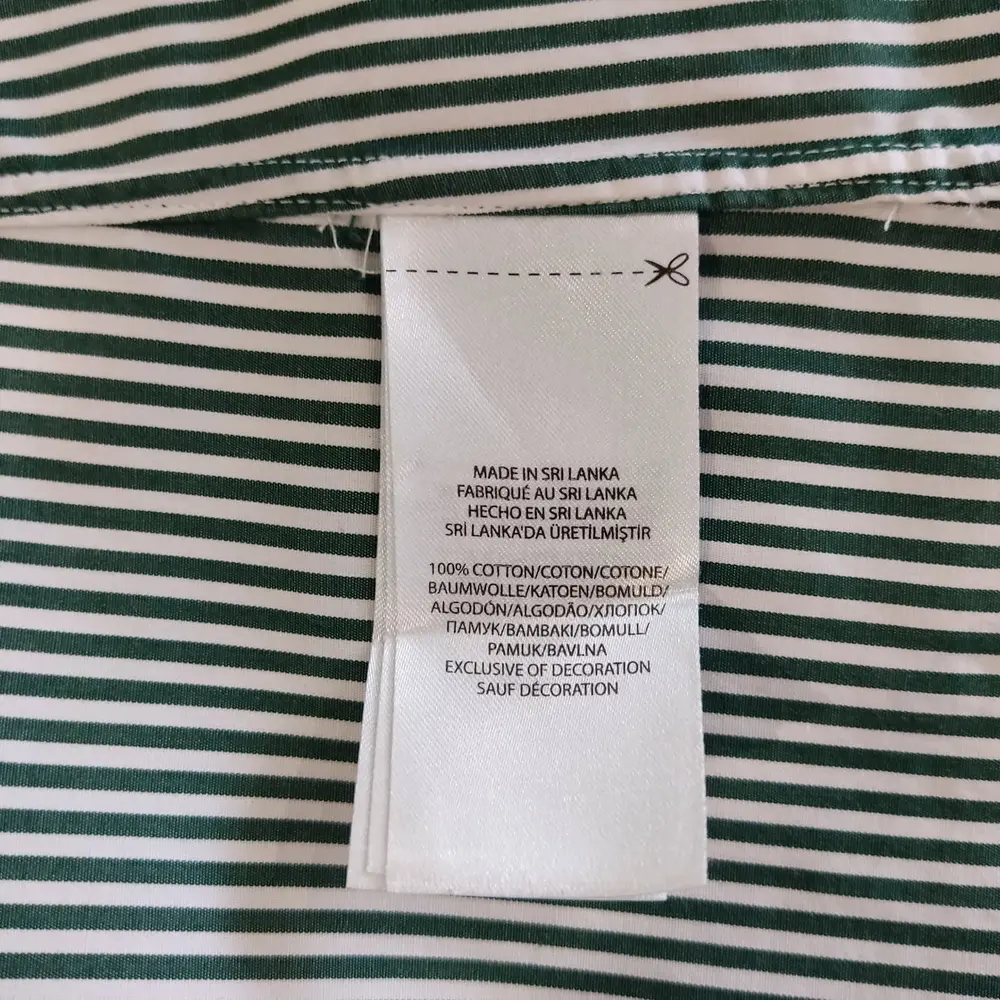 MADE IN SRI LANKA
FABRIQUÉ AU SRI LANKA
HECHO EN SRI LANKA
SRİ LANKA'DA ÜRETİLMİŞTİR
100% COTTON/COTON/COTONE/
BAUMWOLLE/KATOEN/BOMULD/
ALGODÓN/ALGODÃO/ХЛОПОК/
ПАМУК/BAMBAKI/BOMULL/
PAMUK/BAVLNA
EXCLUSIVE OF DECORATION
SAUF DÉCORATION